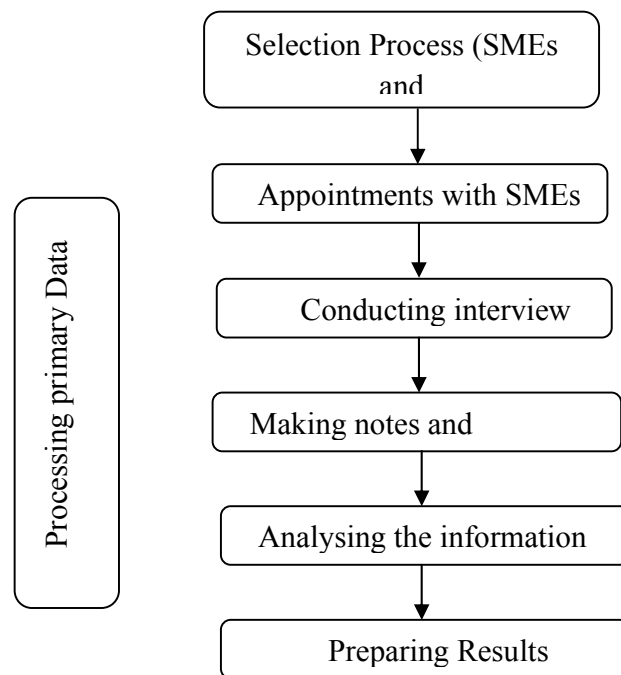 Selection Process (SMEs
and
Appointments with SMEs
Processing primary Data
Conducting interview
Making notes and
Analysing the information
Preparing Results